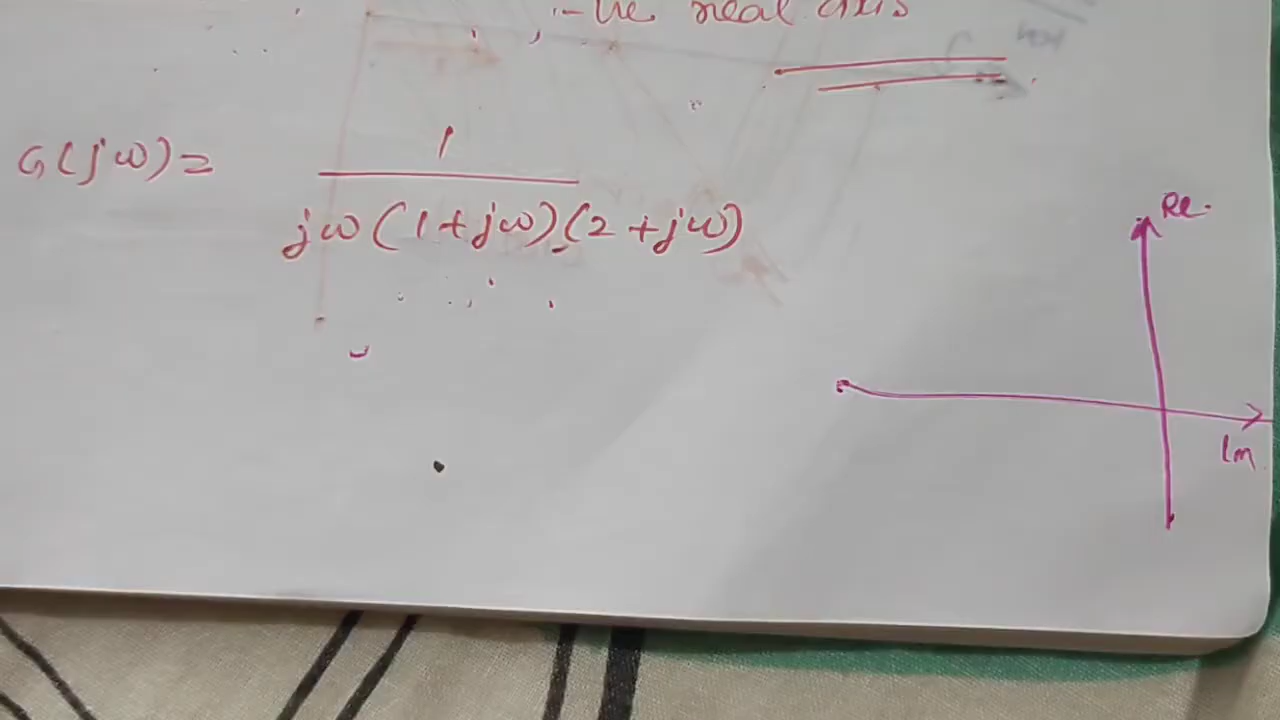 -ve real axis
G(jω) = 1 / jω(1+jω)(2+jω)
Re.
Im